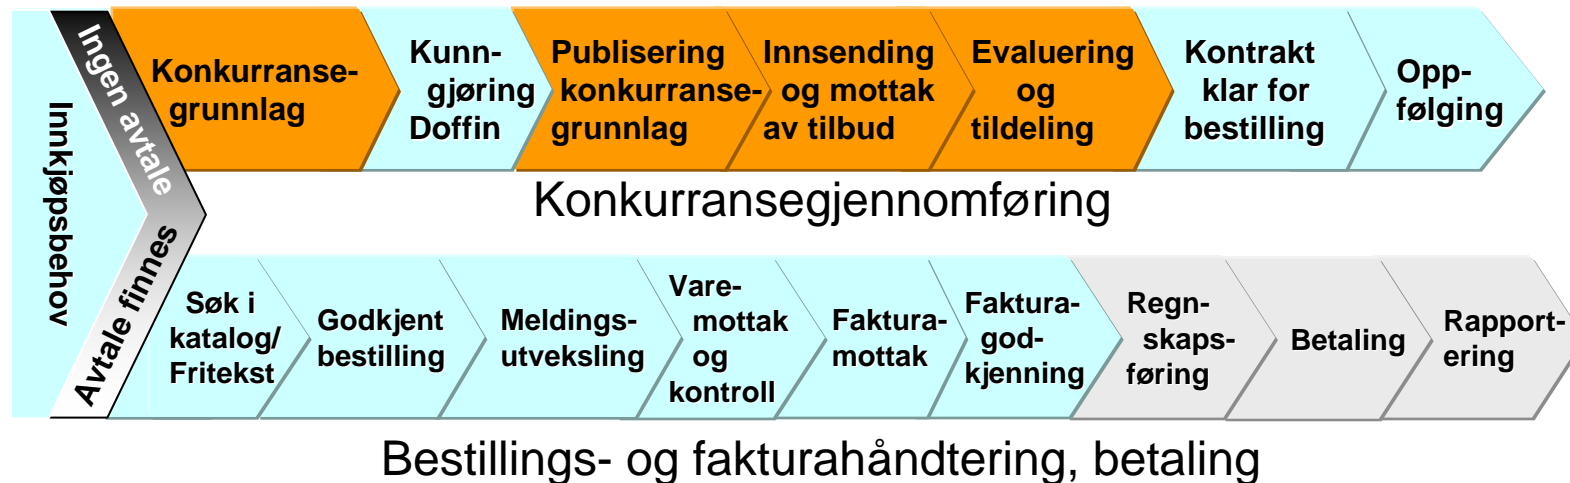 Innkjøpsbehov
Ingen avtale
Avtale finnes
Konkurranse-
grunnlag
Kunn-
gjøring
Doffin
Publisering
konkurranse-
grunnlag
Innsending
og mottak
av tilbud
Evaluering
og
tildeling
Kontrakt
klar for
bestilling
Opp-
følging
Konkurransegjennomføring
Søk i
katalog/
Fritekst
Godkjent
bestilling
Meldings-
utveksling
Vare-
mottak
og
kontroll
Faktura-
mottak
Faktura-
god-
kjenning
Regn-
skaps-
føring
Betaling
Rapport-
ering
Bestillings- og fakturahåndtering, betaling